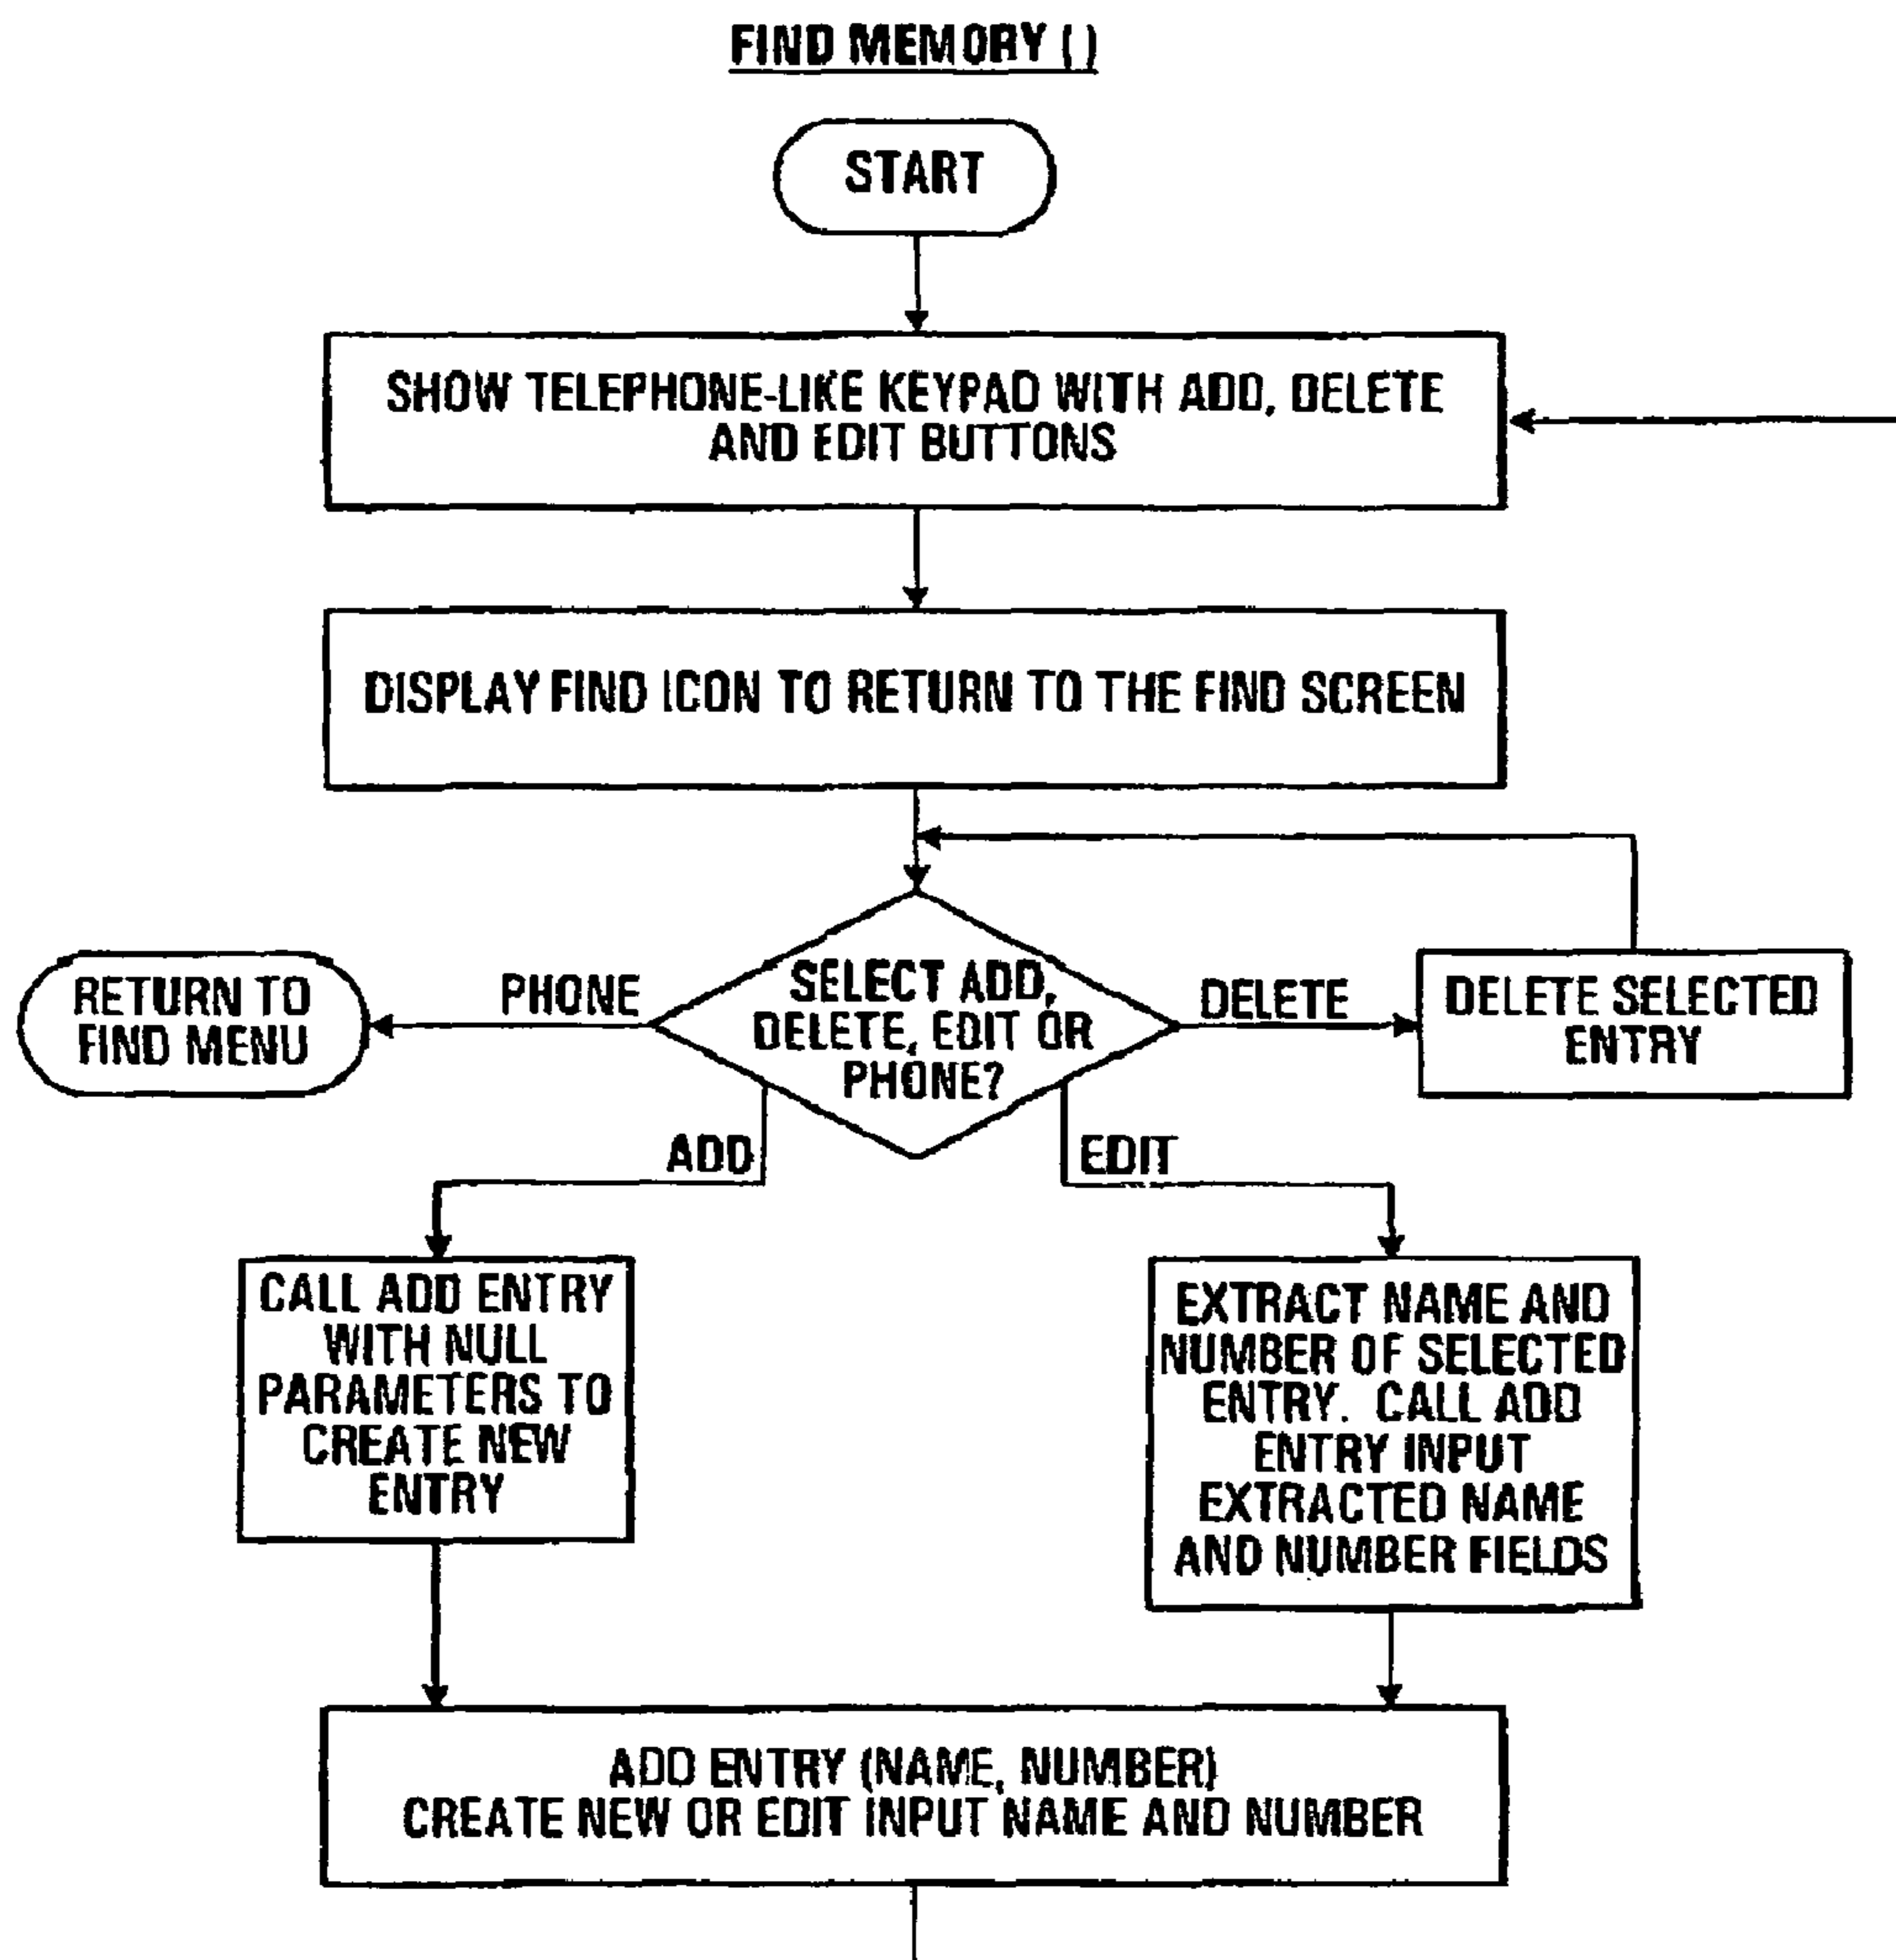 FIND MEMORY ()
START
SHOW TELEPHONE-LIKE KEYPAD WITH ADD, DELETE
AND EDIT BUTTONS
DISPLAY FIND ICON TO RETURN TO THE FIND SCREEN
RETURN TO
FIND MENU
PHONE
SELECT ADD,
DELETE, EDIT OR
PHONE?
DELETE
DELETE SELECTED
ENTRY
ADD
EDIT
CALL ADD ENTRY
WITH NULL
PARAMETERS TO
CREATE NEW
ENTRY
EXTRACT NAME AND
NUMBER OF SELECTED
ENTRY. CALL ADD
ENTRY INPUT
EXTRACTED NAME
AND NUMBER FIELDS
ADD ENTRY (NAME, NUMBER)
CREATE NEW OR EDIT INPUT NAME AND NUMBER